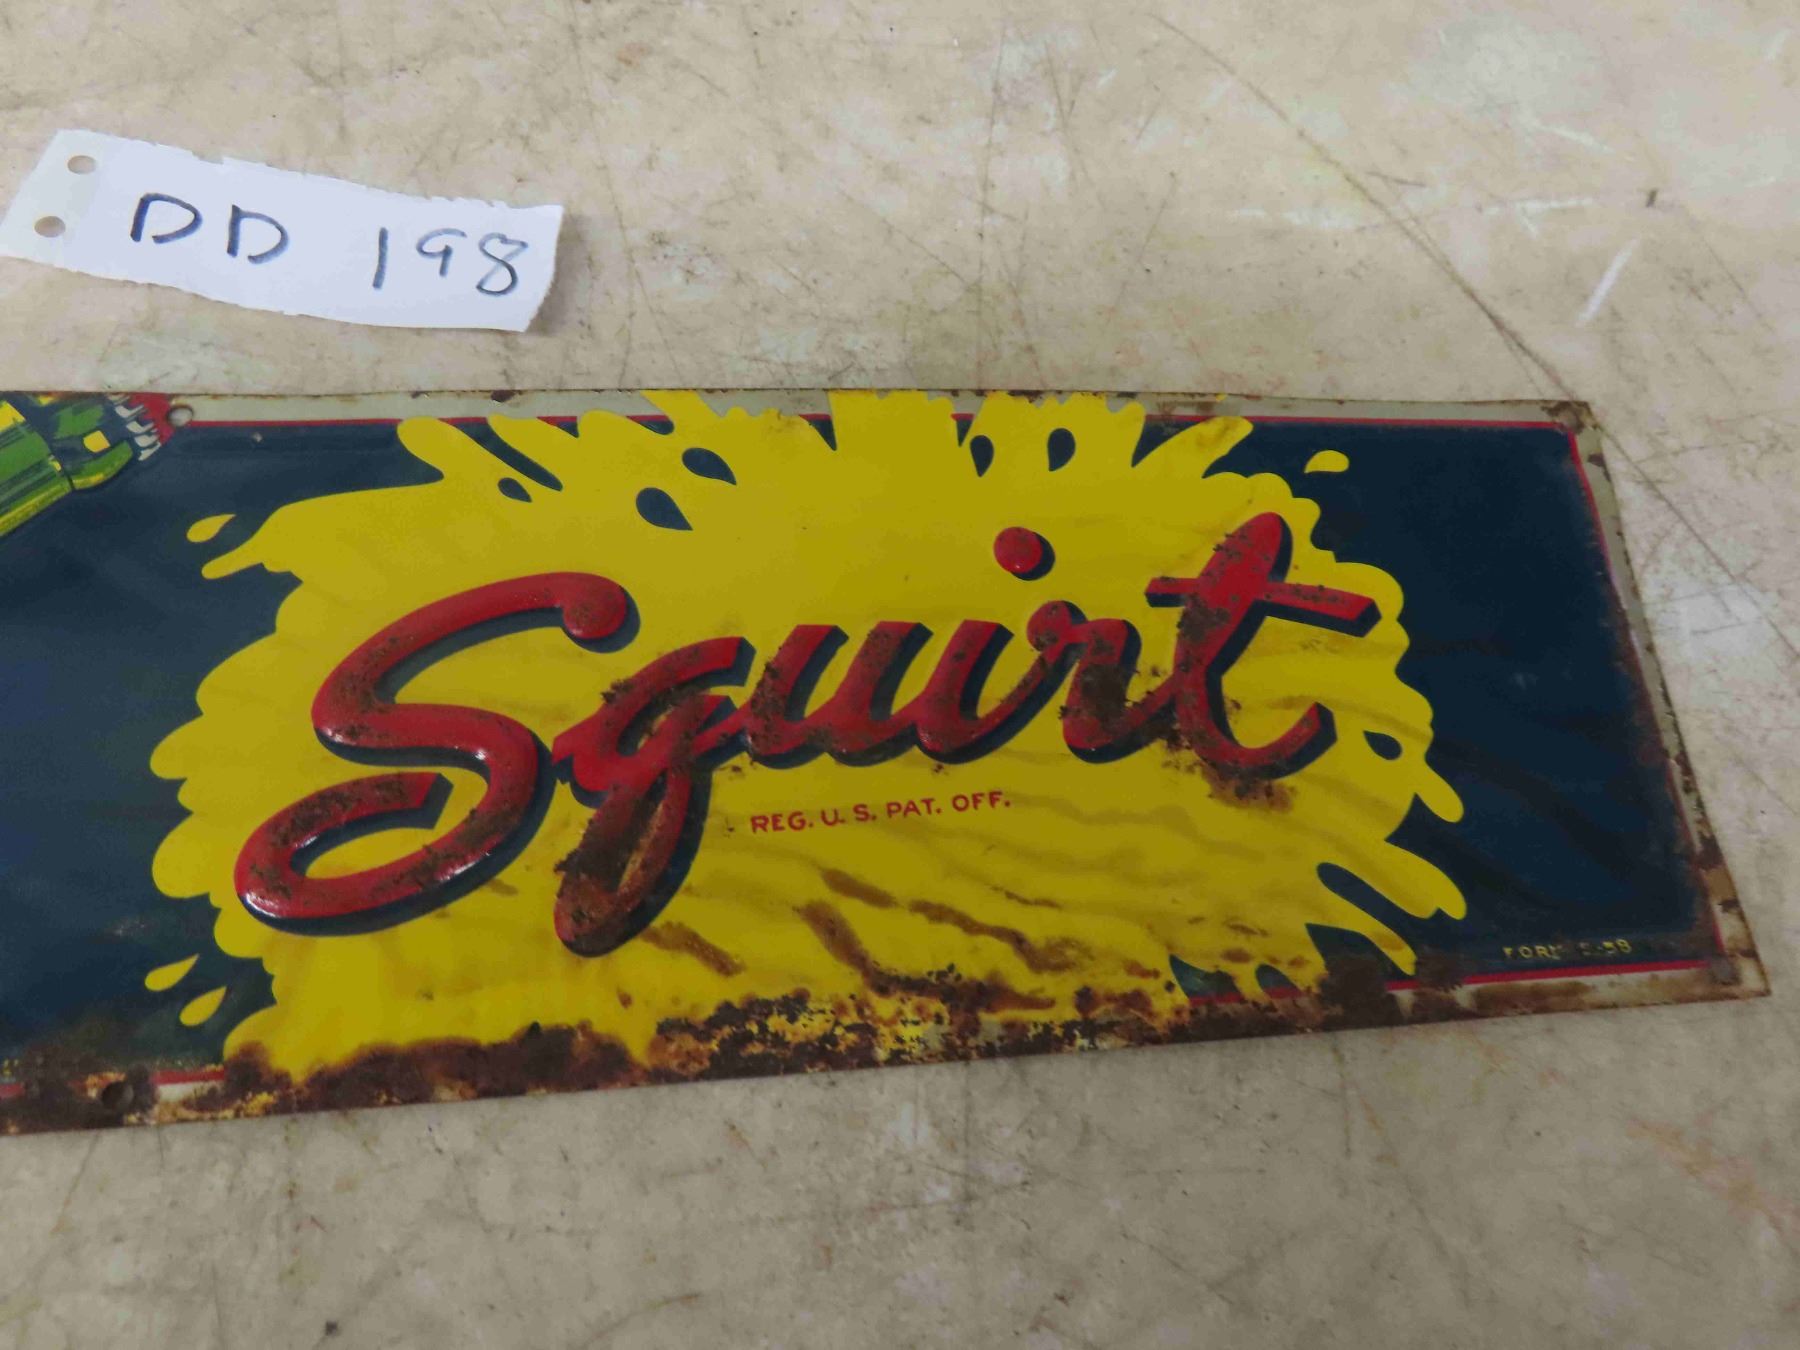 DD 198
Squirt
REG. U. S. PAT. OFF.